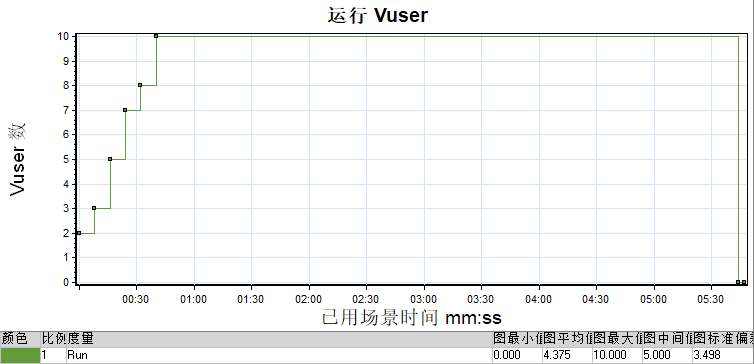 运行 Vuser
10
9
8
7
6
5
4
3
2
1
0
Vuser 数
00:30 01:00 01:30 02:00 02:30 03:00 03:30 04:00 04:30 05:00 05:30
已用场景时间 mm:ss
颜色 比例 度量 图最小值 图平均值 图最大值 图中间值 图标准偏差
1 Run 0.000 4.375 10.000 5.000 3.498